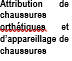 Attribution de
chaussures
orthétiques et
d'appareillage de
chaussures